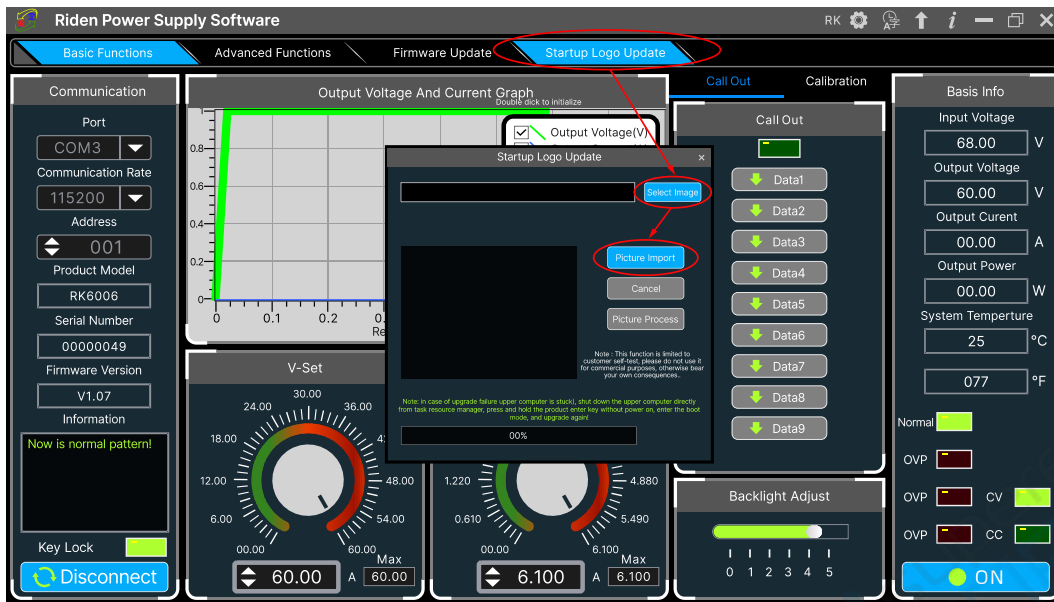 Riden Power Supply Software
RK
Basic Functions
Advanced Functions
Firmware Update
Startup Logo Update
Communication
Port
COM3
Communication Rate
115200
Address
001
Product Model
RK6006
Serial Number
00000049
Firmware Version
V1.07
Information
Now is normal pattern!
Key Lock
Disconnect
Output Voltage And Current Graph
Double dick to initialize
Output Voltage(V)
1
0.8
0.6
0.4
0.2
0
0
0.1
0.2
0.
Re
Startup Logo Update
×
Select Image
Picture Import
Cancel
Picture Process
Note : This function is limited to
customer self-test, please do not use it
for commercial purposes, otherwise bear
your own consequences..
Note: in case of upgrade failure upper computer is stuck), shut down the upper computer directly
from task resource manager, press and hold the product enter key without power on, enter the boot
mode, and upgrade again!
00%
V-Set
30.00
24.00
36.00
18.00
4
12.00
48.00
6.00
54.00
00.00
60.00
Max
60.00
A
60.00
1.220
4.880
0.610
5.490
00.00
6.100
Max
6.100
A
6.100
Call Out
Calibration
Call Out
Data1
Data2
Data3
Data4
Data5
Data6
Data7
Data8
Data9
Backlight Adjust
0 1 2 3 4 5
Basis Info
Input Voltage
68.00 V
Output Voltage
60.00 V
Output Curent
00.00 A
Output Power
00.00 W
System Temperture
25 °C
077 °F
Normal
OVP
OVP
CV
OVP
CC
ON